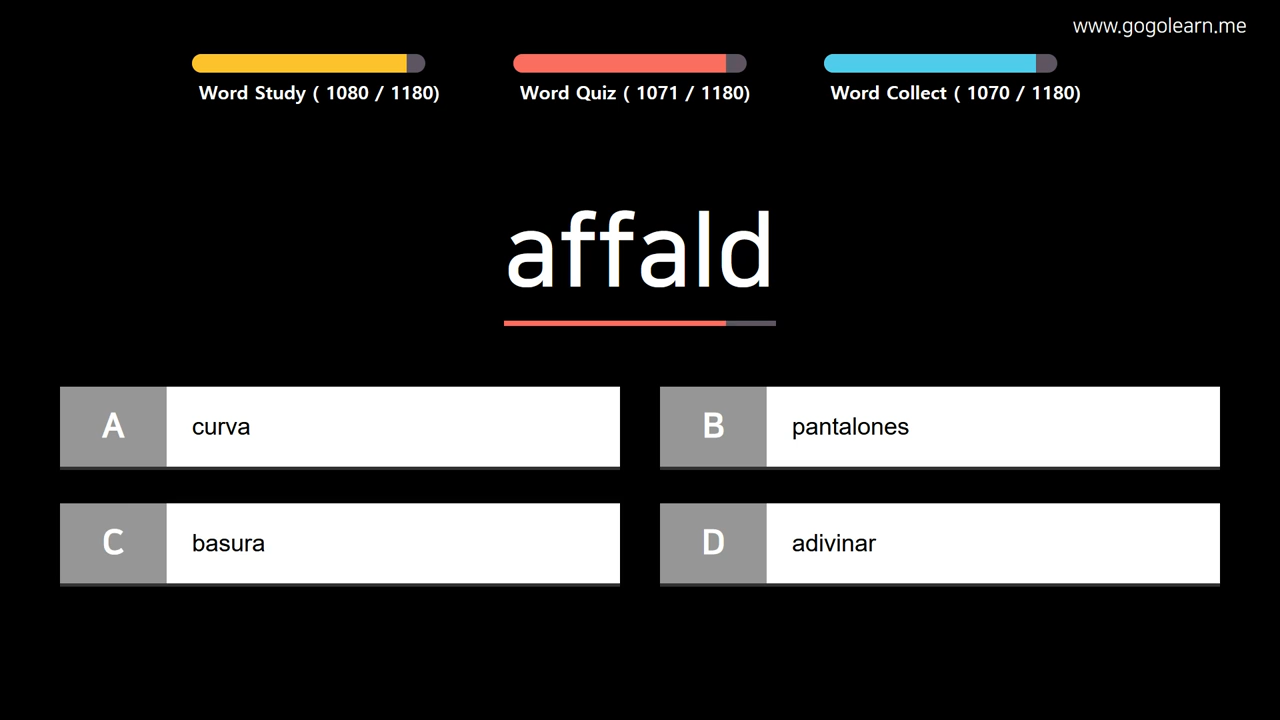 www.gogolearn.me
Word Study ( 1080 / 1180)
Word Quiz ( 1071 / 1180)
Word Collect ( 1070 / 1180)
affald
A curva
B pantalones
C basura
D adivinar